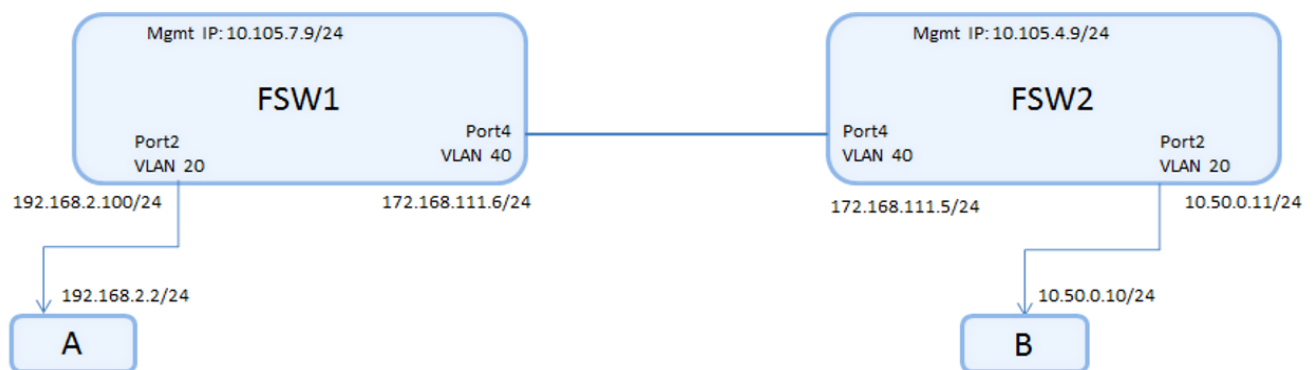 Mgmt IP: 10.105.7.9/24
FSW1
Port2
VLAN 20
Port4
VLAN 40
192.168.2.100/24
172.168.111.6/24
192.168.2.2/24
A
Mgmt IP: 10.105.4.9/24
FSW2
Port4
VLAN 40
Port2
VLAN 20
172.168.111.5/24
10.50.0.11/24
10.50.0.10/24
B